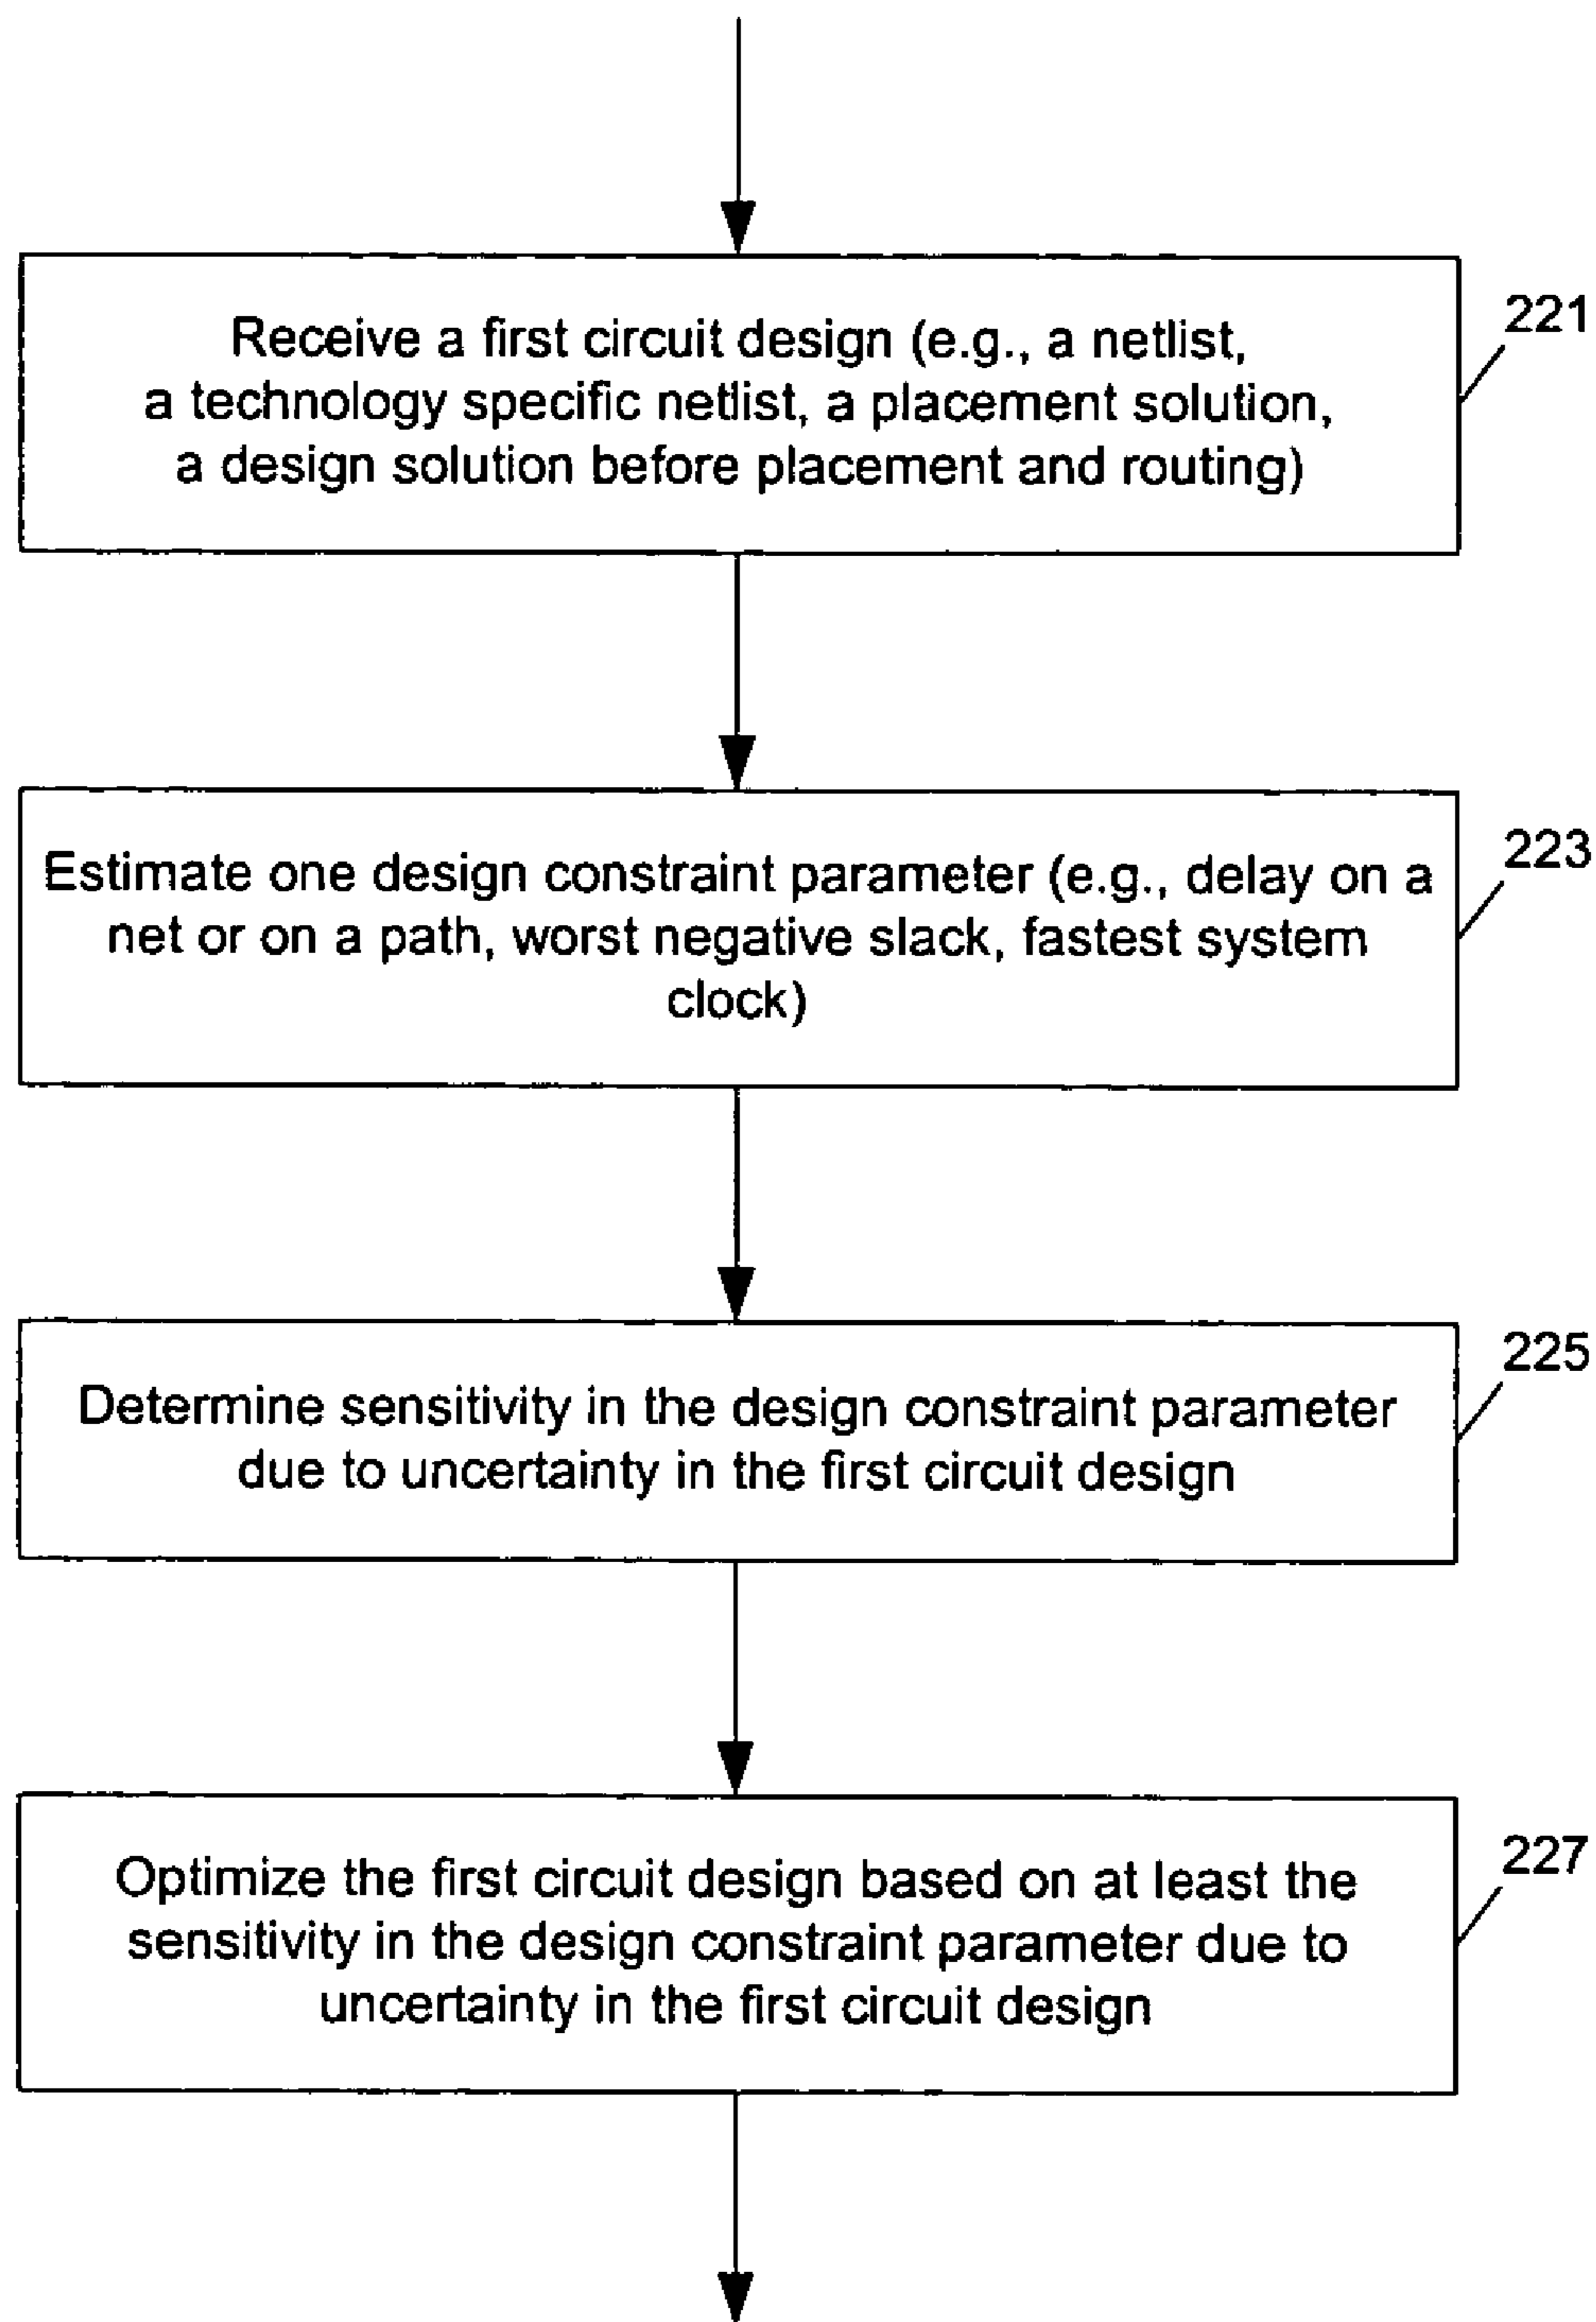 Receive a first circuit design (e.g., a netlist,
a technology specific netlist, a placement solution,
a design solution before placement and routing)
221
Estimate one design constraint parameter (e.g., delay on a
net or on a path, worst negative slack, fastest system
clock)
223
Determine sensitivity in the design constraint parameter
due to uncertainty in the first circuit design
225
Optimize the first circuit design based on at least the
sensitivity in the design constraint parameter due to
uncertainty in the first circuit design
227